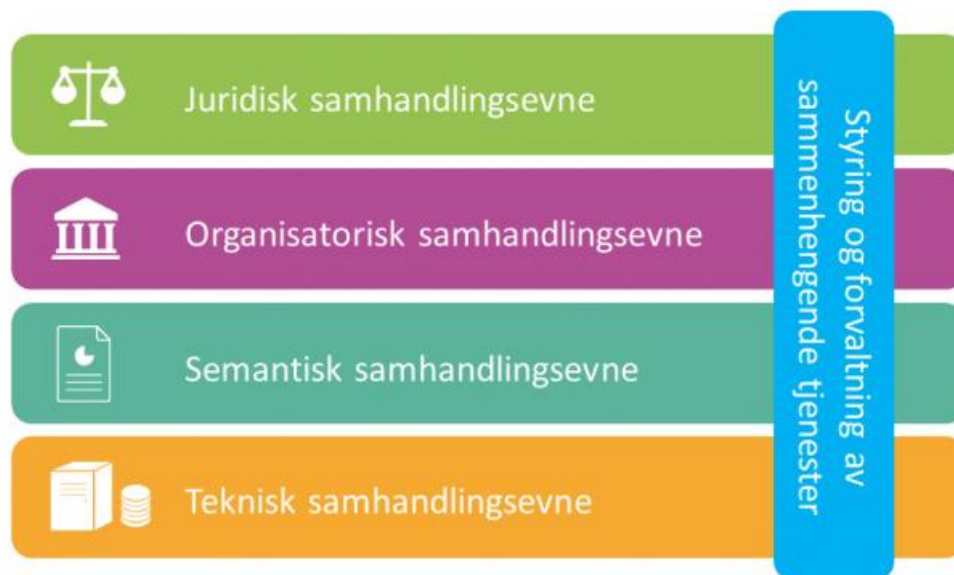 Juridisk samhandlingsevne
Organisatorisk samhandlingsevne
Semantisk samhandlingsevne
Teknisk samhandlingsevne
Styring og forvaltning av
sammenhengende tjenester